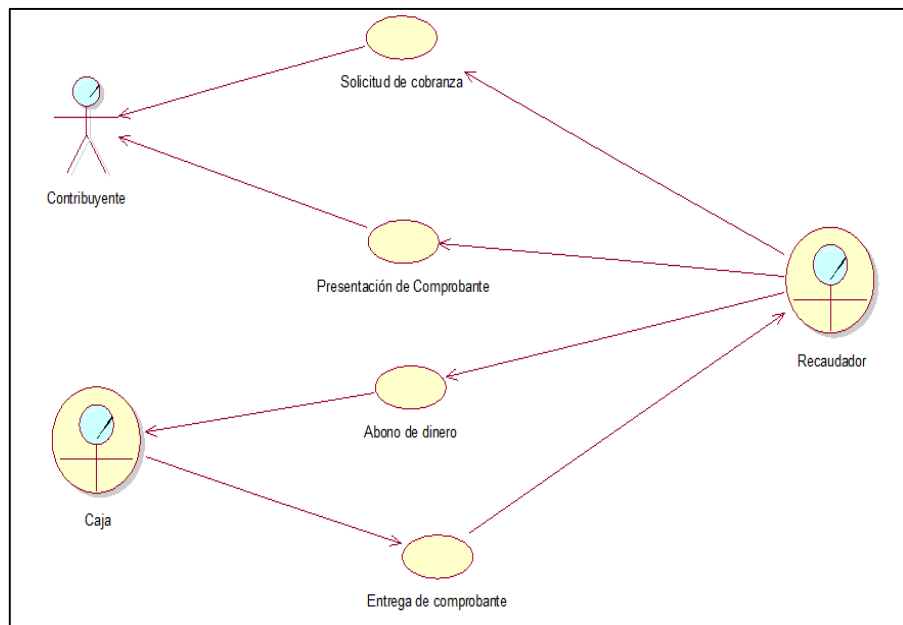 Solicitud de cobranza
Contribuyente
Presentación de Comprobante
Recaudador
Abono de dinero
Caja
Entrega de comprobante